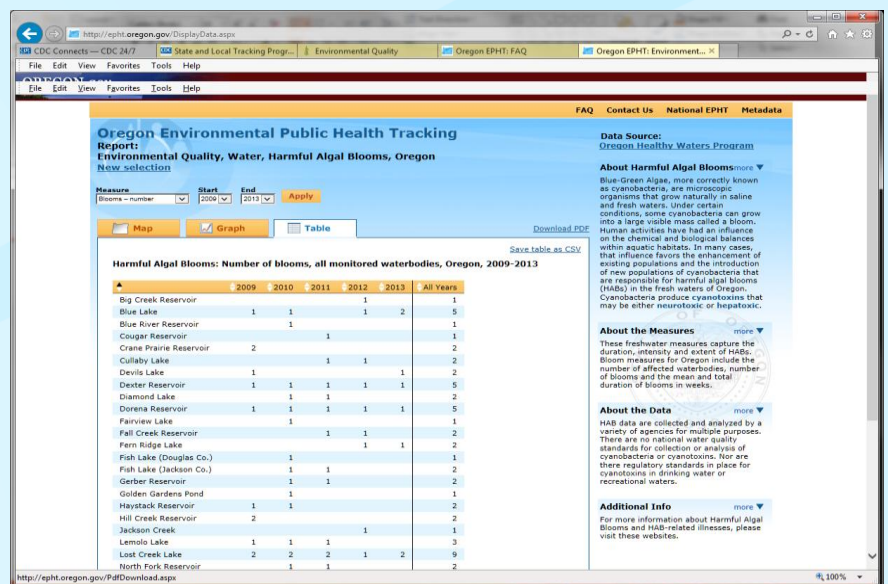 http://epht.oregon.gov/DisplayData.aspx
CDC Connects — CDC 24/7 State and Local Tracking Progr... Environmental Quality Oregon EPHT: FAQ Oregon EPHT: Environment... ×
File Edit View Favorites Tools Help
File Edit View Favorites Tools Help
FAQ Contact Us National EPHT Metadata
Oregon Environmental Public Health Tracking
Report:
Environmental Quality, Water, Harmful Algal Blooms, Oregon
New selection
Measure Start End
Blooms – number 2009 2013 Apply
Map Graph Table Download PDF
Save table as CSV
Harmful Algal Blooms: Number of blooms, all monitored waterbodies, Oregon, 2009-2013
2009 2010 2011 2012 2013 All Years
Big Creek Reservoir 1 1
Blue Lake 1 1 1 2 5
Blue River Reservoir 1 1
Cougar Reservoir 1 1
Crane Prairie Reservoir 2 2
Cullaby Lake 1 1 2
Devils Lake 1 1 2
Dexter Reservoir 1 1 1 1 1 5
Diamond Lake 1 1 2
Dorena Reservoir 1 1 1 1 1 5
Fairview Lake 1 1
Fall Creek Reservoir 1 1 2
Fern Ridge Lake 1 1 2
Fish Lake (Douglas Co.) 1 1
Fish Lake (Jackson Co.) 1 1 2
Gerber Reservoir 1 1 2
Golden Gardens Pond 1 1
Haystack Reservoir 1 1 2
Hill Creek Reservoir 2 2
Jackson Creek 1 1
Lemolo Lake 1 1 1 3
Lost Creek Lake 2 2 2 1 2 9
North Fork Reservoir 1 1 2
Data Source:
Oregon Healthy Waters Program
About Harmful Algal Blooms more ▼
Blue-Green Algae, more correctly known
as cyanobacteria, are microscopic
organisms that grow naturally in saline
and fresh waters. Under certain
conditions, some cyanobacteria can grow
into a large visible mass called a bloom.
Human activities have had an influence
on the chemical and biological balances
within aquatic habitats. In many cases,
that influence favors the enhancement of
existing populations and the introduction
of new populations of cyanobacteria that
are responsible for harmful algal blooms
(HABs) in the fresh waters of Oregon.
Cyanobacteria produce cyanotoxins that
may be either neurotoxic or hepatoxic.
About the Measures more ▼
These freshwater measures capture the
duration, intensity and extent of HABs.
Bloom measures for Oregon include the
number of affected waterbodies, number
of blooms and the mean and total
duration of blooms in weeks.
About the Data more ▼
HAB data are collected and analyzed by a
variety of agencies for multiple purposes.
There are no national water quality
standards for collection or analysis of
cyanobacteria or cyanotoxins. Nor are
there regulatory standards in place for
cyanotoxins in drinking water or
recreational waters.
Additional Info more ▼
For more information about Harmful Algal
Blooms and HAB-related illnesses, please
visit these websites.
http://epht.oregon.gov/PdfDownload.aspx 100%